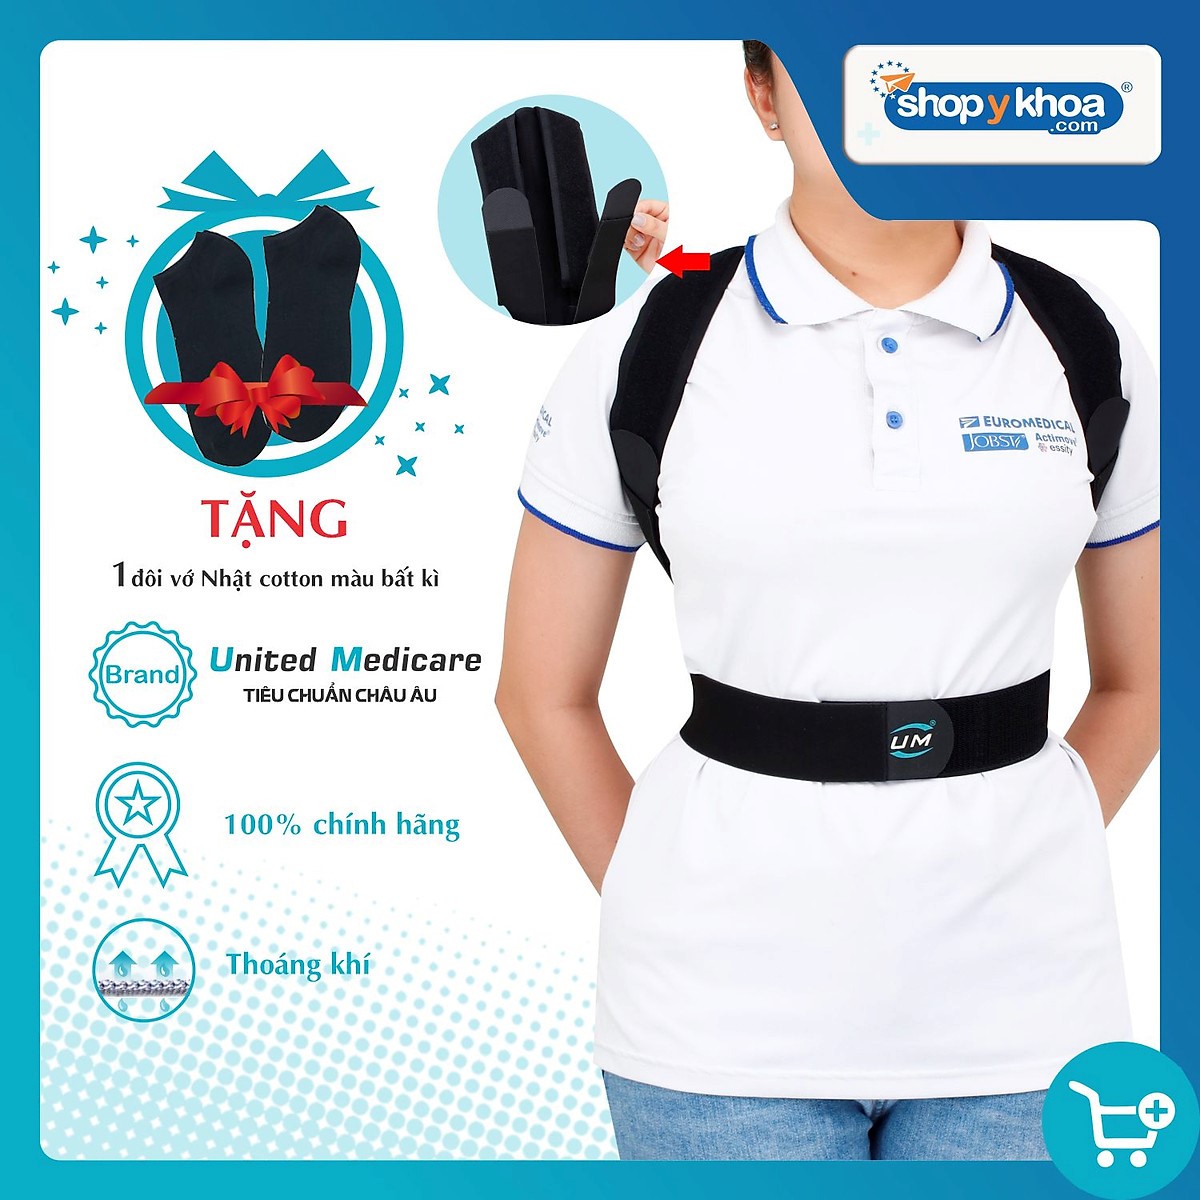 shop y khoa ®
.com
EUROMEDICAL
JOBST
Actimove
essity
TẶNG
1 đôi vớ Nhật cotton màu bất kì
Brand
United Medicare
TIÊU CHUẨN CHÂU ÂU
UM ®
100% chính hãng
Thoáng khí